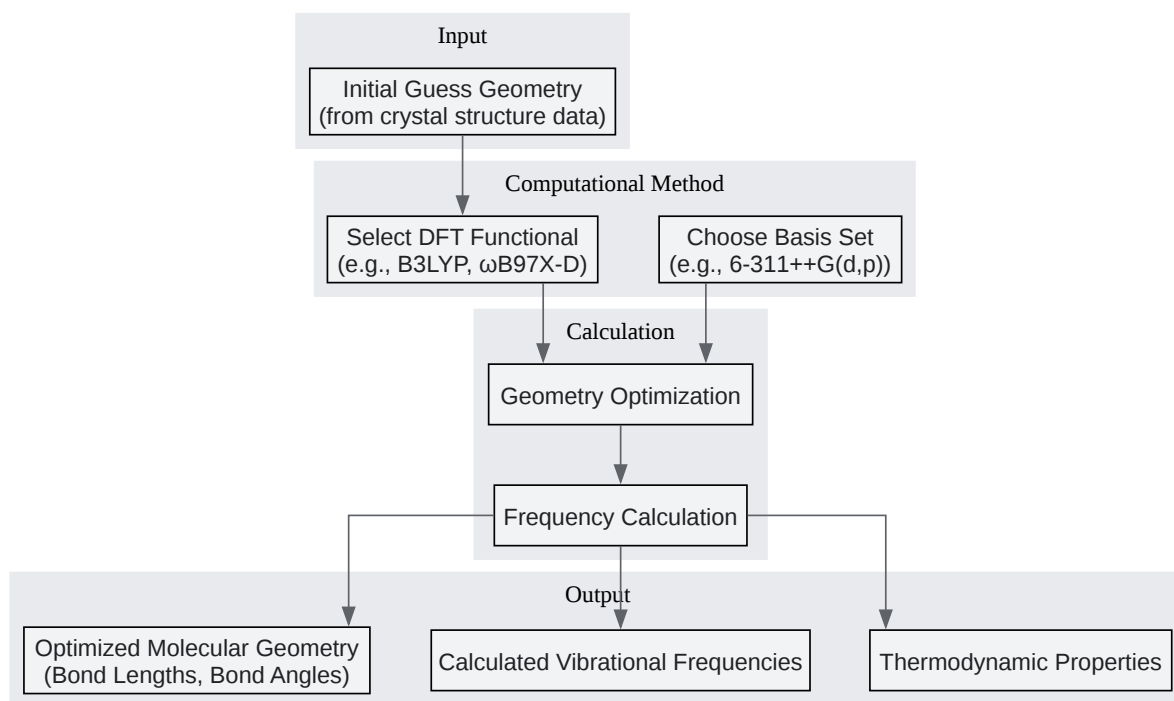 Input
Initial Guess Geometry
(from crystal structure data)
Computational Method
Select DFT Functional
(e.g., B3LYP, ωB97X-D)
Choose Basis Set
(e.g., 6-311++G(d,p))
Calculation
Geometry Optimization
Frequency Calculation
Output
Optimized Molecular Geometry
(Bond Lengths, Bond Angles)
Calculated Vibrational Frequencies
Thermodynamic Properties